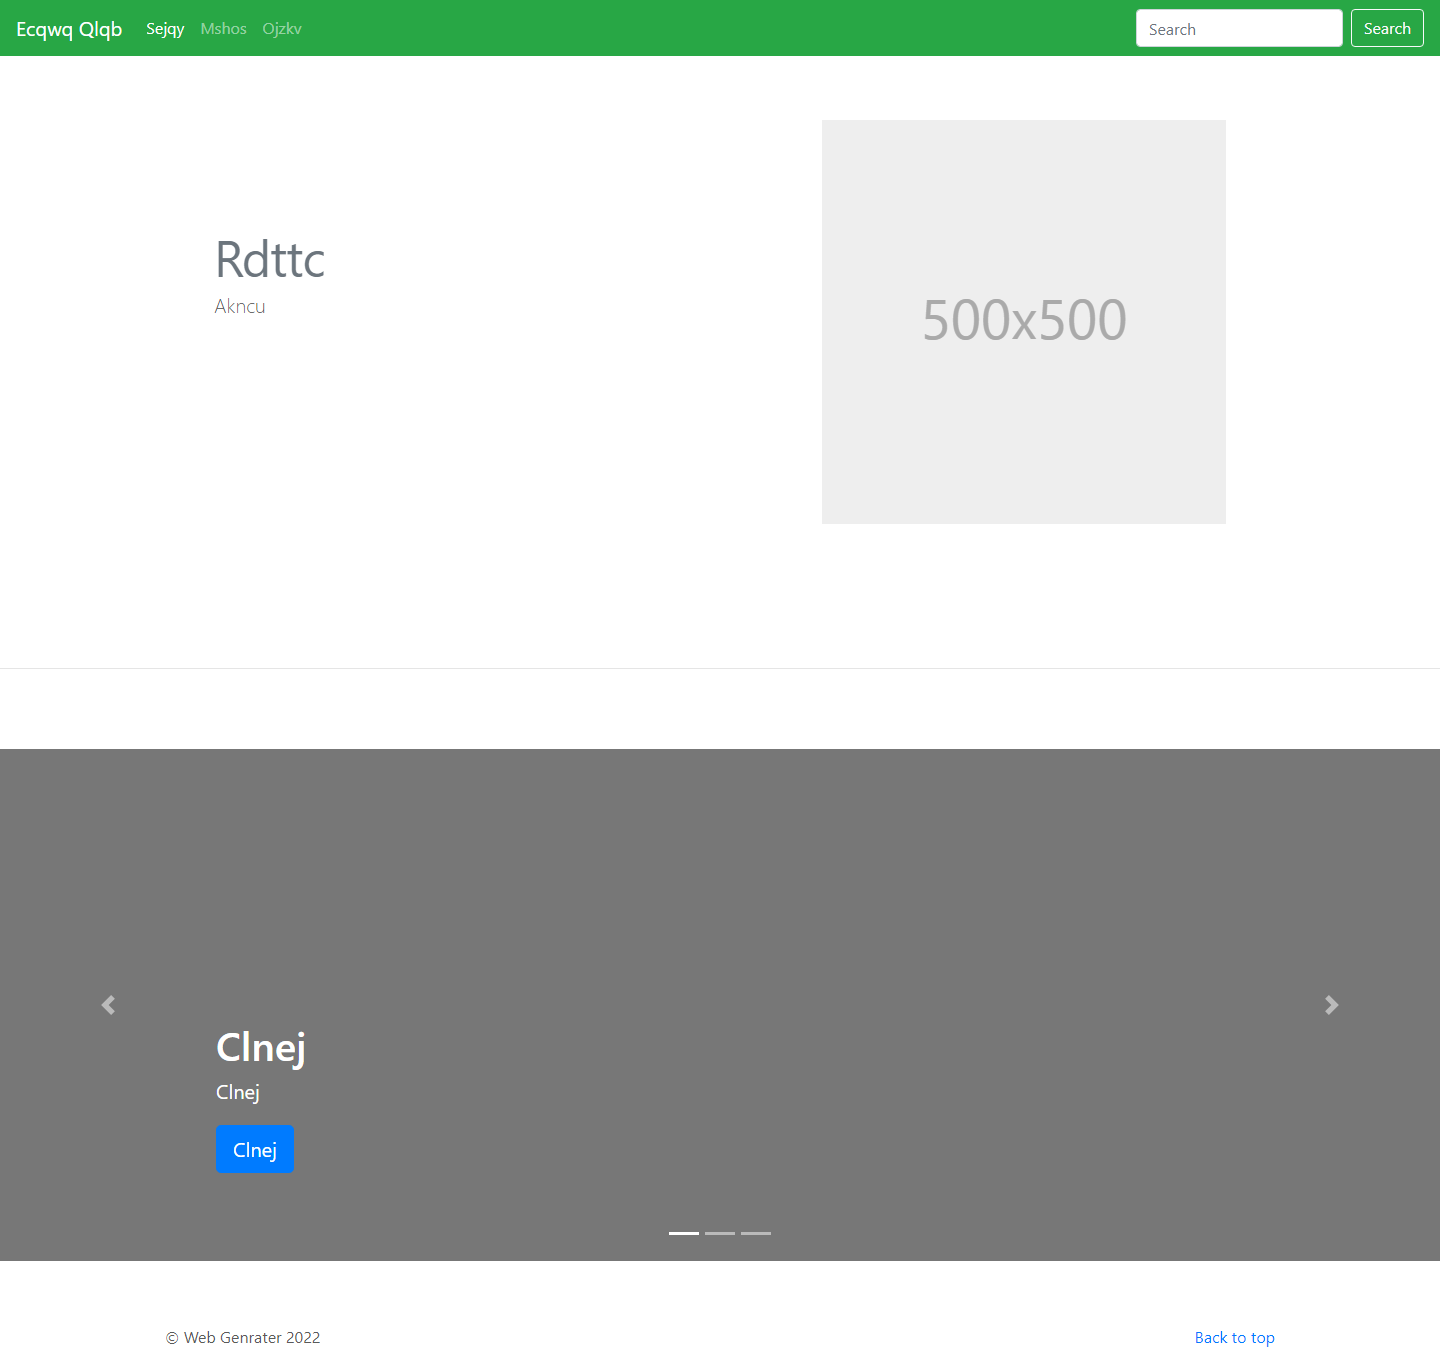 Ecqwq Qlqb Sejqy Mshos Ojzkv Search Search
Rdttc
Akncu
500x500
Clnej
Clnej
Clnej
© Web Genrater 2022 Back to top